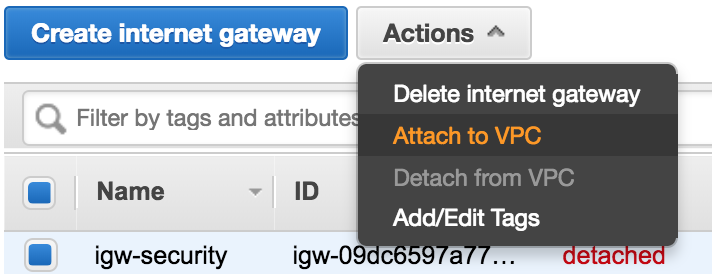 Create internet gateway
Actions
Delete internet gateway
Filter by tags and attributes
Attach to VPC
Detach from VPC
Name
ID
Add/Edit Tags
igw-security
igw-09dc6597a77...
detached